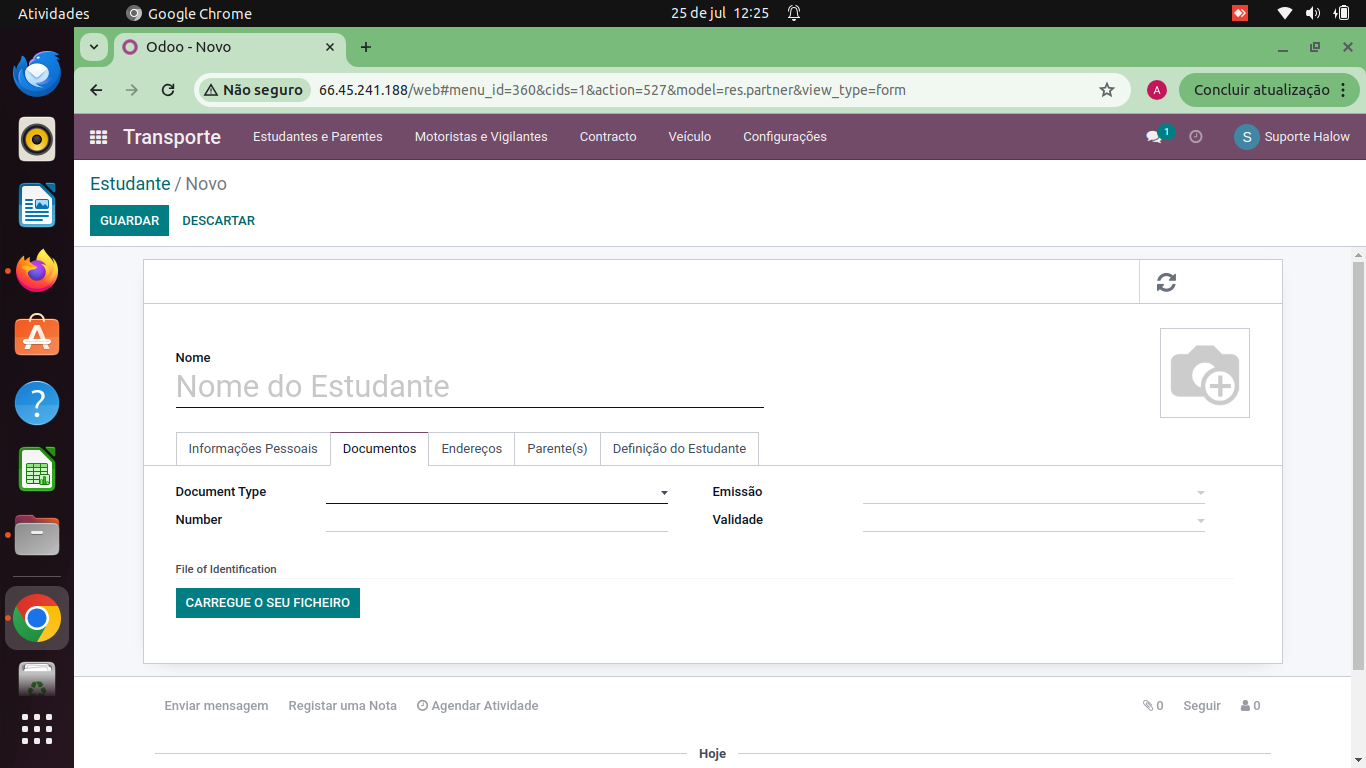 Atividades Google Chrome 25 de jul 12:25
Odoo - Novo
Não seguro 66.45.241.188/web#menu_id=360&cids=1&action=527&model=res.partner&view_type=form A Concluir atualização
Transporte Estudantes e Parentes Motoristas e Vigilantes Contracto Veículo Configurações 1 S Suporte Halow
Estudante / Novo
GUARDAR DESCARTAR
Nome
Nome do Estudante
Informações Pessoais Documentos Endereços Parente(s) Definição do Estudante
Document Type Emissão
Number Validade
File of Identification
CARREGUE O SEU FICHEIRO
Enviar mensagem Registar uma Nota Agendar Atividade 0 Seguir 0
Hoje